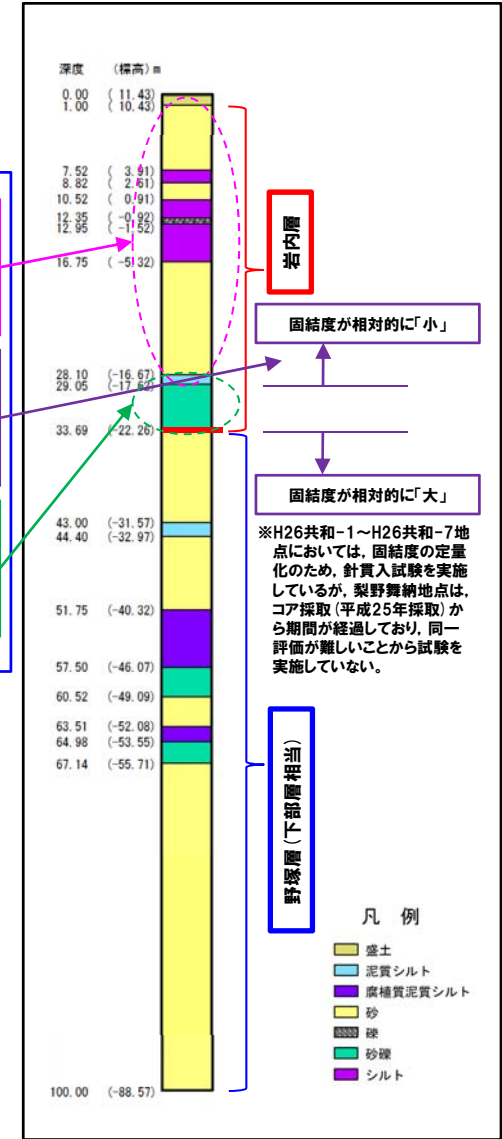 深度 (標高) m
0.00 ( 11.43)
1.00 ( 10.43)
7.52 ( 3.91)
8.82 ( 2.61)
10.52 ( 0.91)
12.35 ( -0.92)
12.95 ( -1.52)
16.75 ( -5.32)
28.10 (-16.67)
29.05 (-17.62)
33.69 (-22.26)
43.00 (-31.57)
44.40 (-32.97)
51.75 (-40.32)
57.50 (-46.07)
60.52 (-49.09)
63.51 (-52.08)
64.98 (-53.55)
67.14 (-55.71)
100.00 (-88.57)
岩内層
固結度が相対的に「小」
固結度が相対的に「大」
※H26共和-1~H26共和-7地
点においては，固結度の定量
化のため，針貫入試験を実施
しているが，梨野舞納地点は，
コア採取(平成25年採取)か
ら期間が経過しており，同一
評価が難しいことから試験を
実施していない。
野塚層(下部層相当)
凡 例
盛土
泥質シルト
腐植質泥質シルト
砂
礫
砂礫
シルト